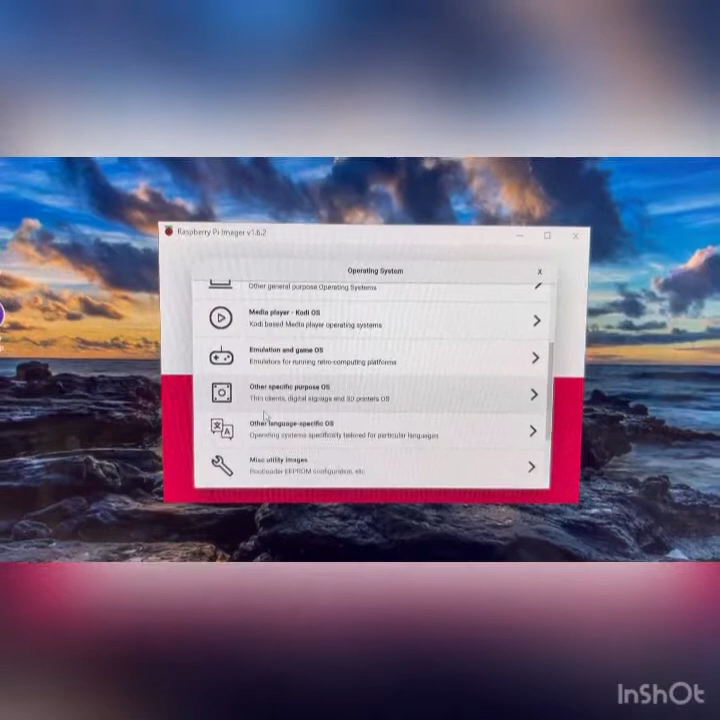 Raspberry Pi Imager v1.6.2
Operating System
x
Other general purpose Operating Systems
Media player - Kodi OS
Kodi based Media player operating systems
Emulation and game OS
Emulators for running retro-computing platforms
Other specific purpose OS
Thin clients, digital signage and 3D printers OS
Other language-specific OS
Operating systems specifically tailored for particular languages
Misc utility images
Bootloader EEPROM configuration, etc
InShOt